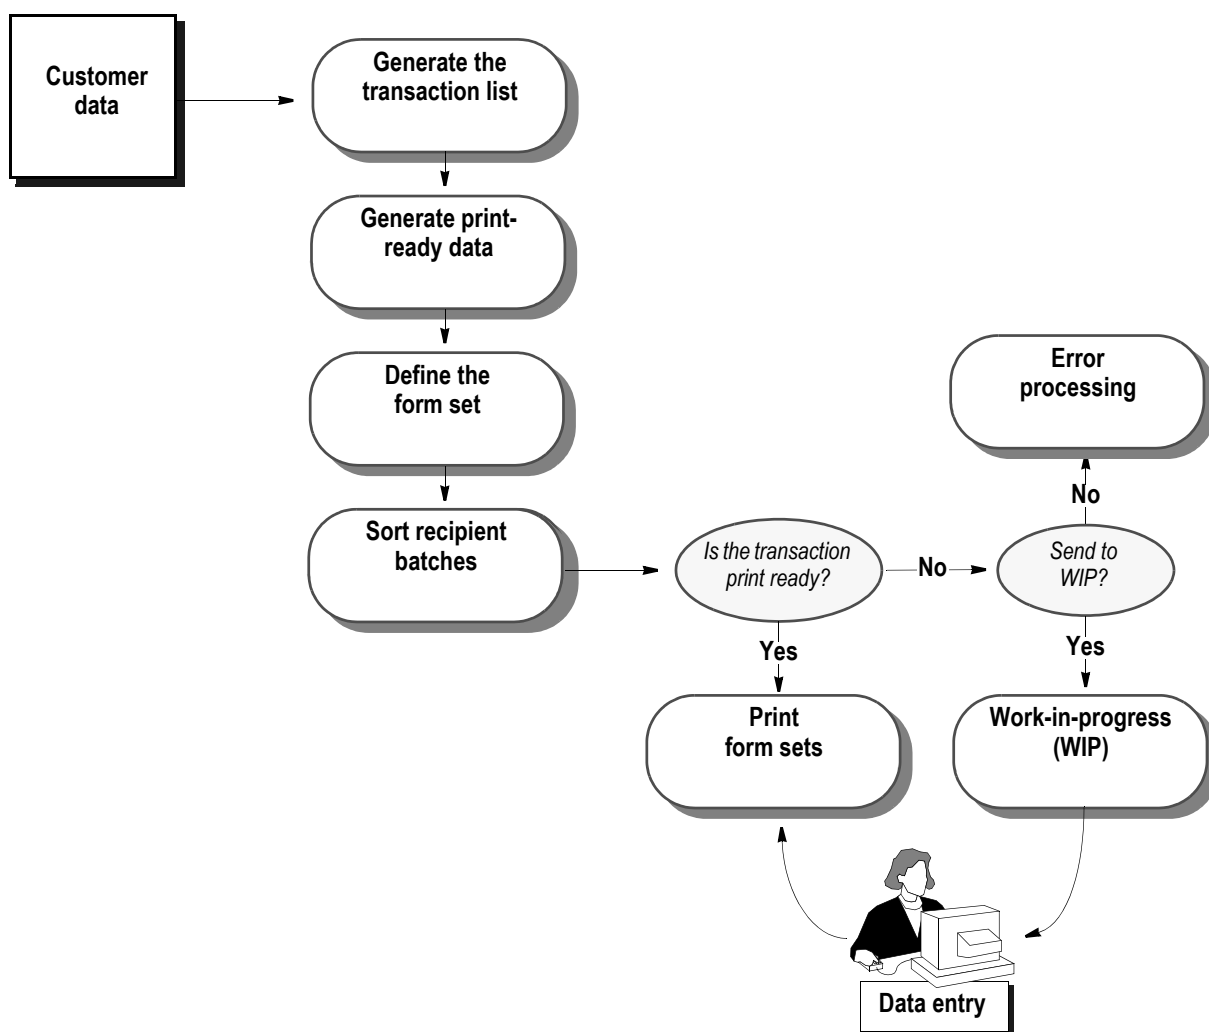 Customer
data
Generate the
transaction list
Generate print-
ready data
Define the
form set
Sort recipient
batches
Is the transaction
print ready?
No
Send to
WIP?
No
Error
processing
Yes
Yes
Print
form sets
Work-in-progress
(WIP)
Data entry